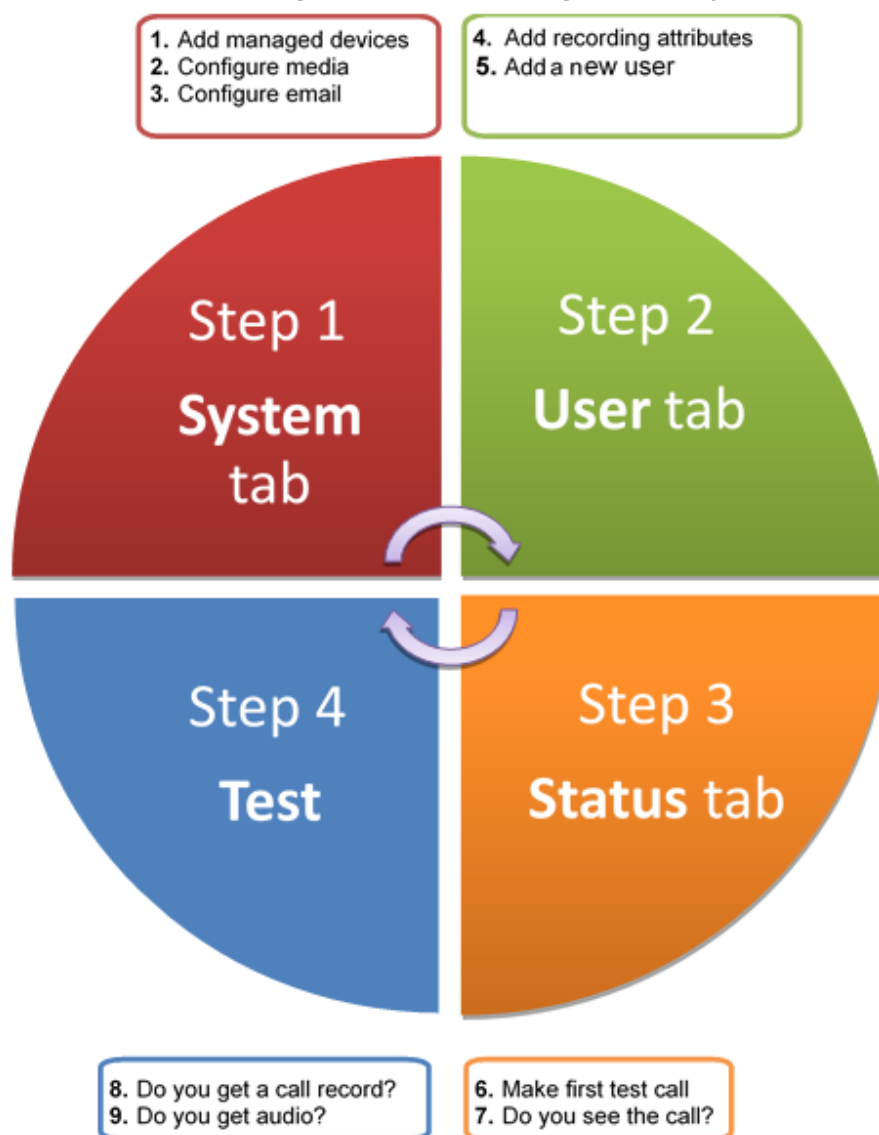 1. Add managed devices
2. Configure media
3. Configure email
4. Add recording attributes
5. Add a new user
Step 1
System
tab
Step 2
User tab
Step 3
Status tab
Step 4
Test
6. Make first test call
7. Do you see the call?
8. Do you get a call record?
9. Do you get audio?